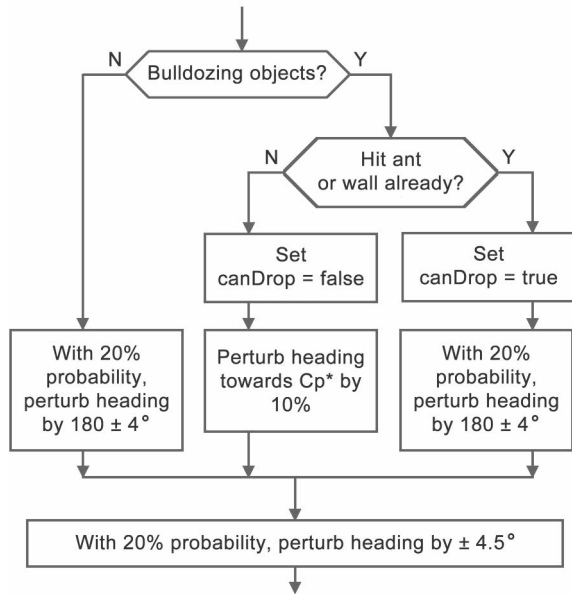 N
Bulldozing objects?
Y
N
Hit ant
or wall already?
Y
Set
canDrop = false
Set
canDrop = true
With 20%
probability,
perturb heading
by 180 ± 4°
Perturb heading
towards Cp* by
10%
With 20%
probability,
perturb heading
by 180 ± 4°
With 20% probability, perturb heading by ± 4.5°